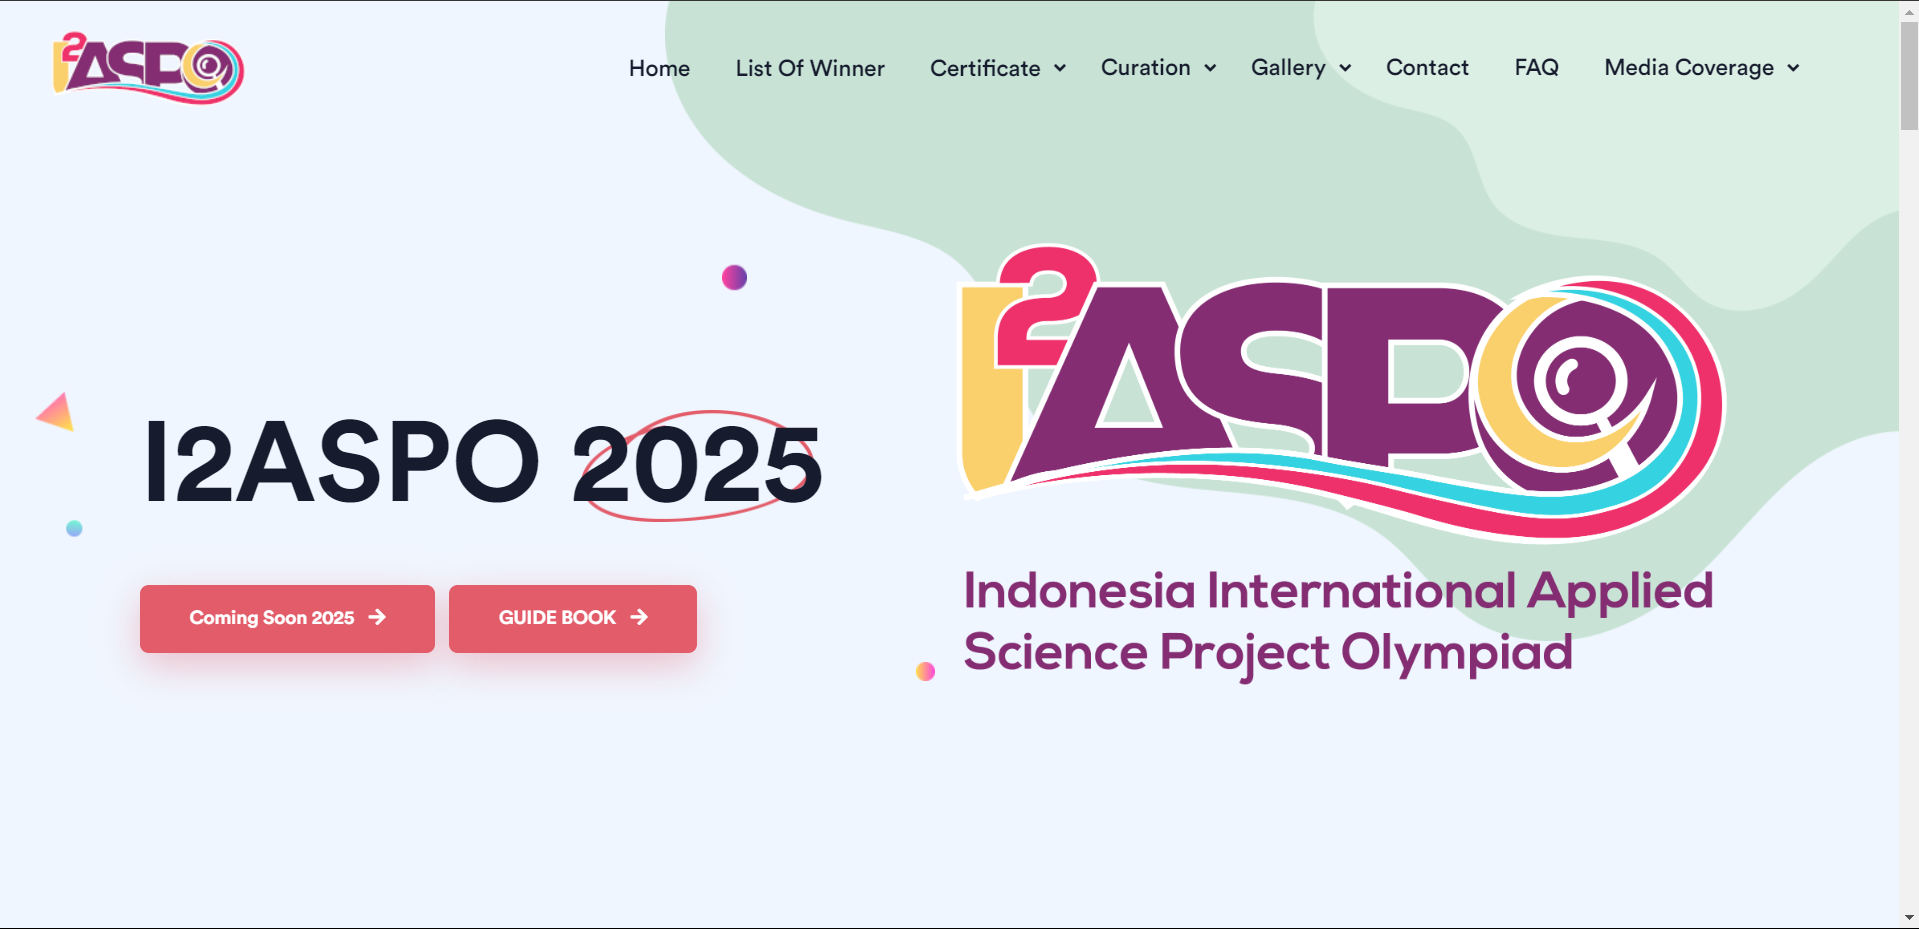 I2ASPO
Home
List Of Winner
Certificate
Curation
Gallery
Contact
FAQ
Media Coverage
I2ASPO 2025
Coming Soon 2025
GUIDE BOOK
I2ASPO
Indonesia International Applied
Science Project Olympiad